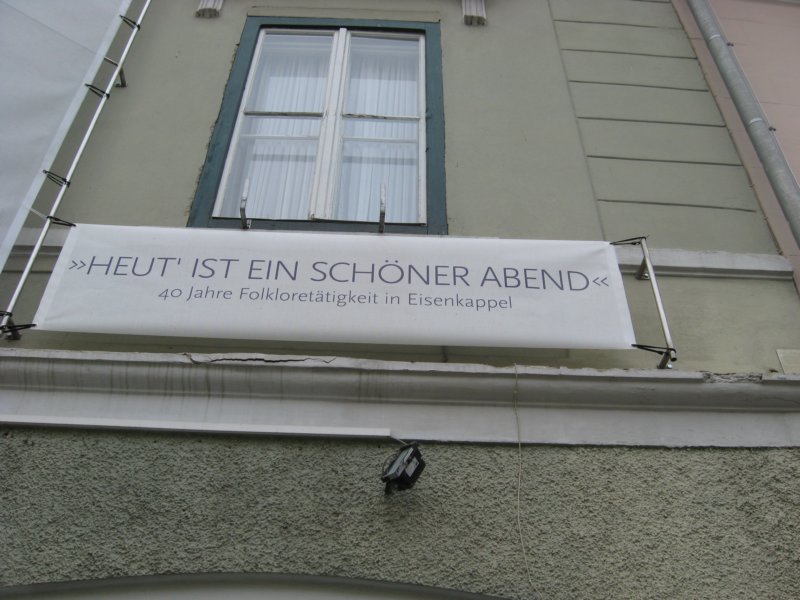 »HEUT' IST EIN SCHÖNER ABEND«
40 Jahre Folkloretätigkeit in Eisenkappel